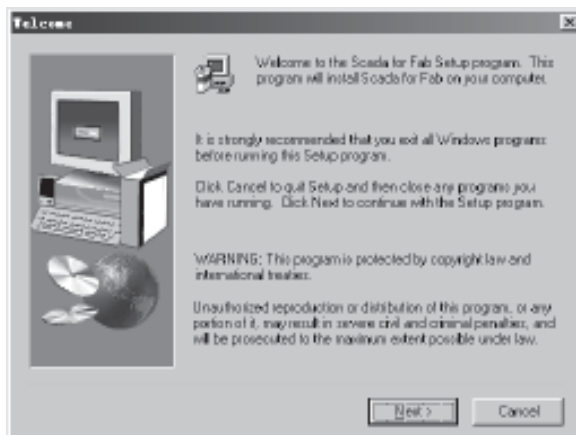 Welcome
Welcome to the Scada for Fab Setup program. This
program will install Scada for Fab on your computer.
It is strongly recommended that you exit all Windows programs
before running this Setup program.
Click Cancel to quit Setup and then close any programs you
have running. Click Next to continue with the Setup program.
WARNING: This program is protected by copyright law and
international treaties.
Unauthorized reproduction or distribution of this program, or any
portion of it, may result in severe civil and criminal penalties, and
will be prosecuted to the maximum extent possible under law.
Next > Cancel